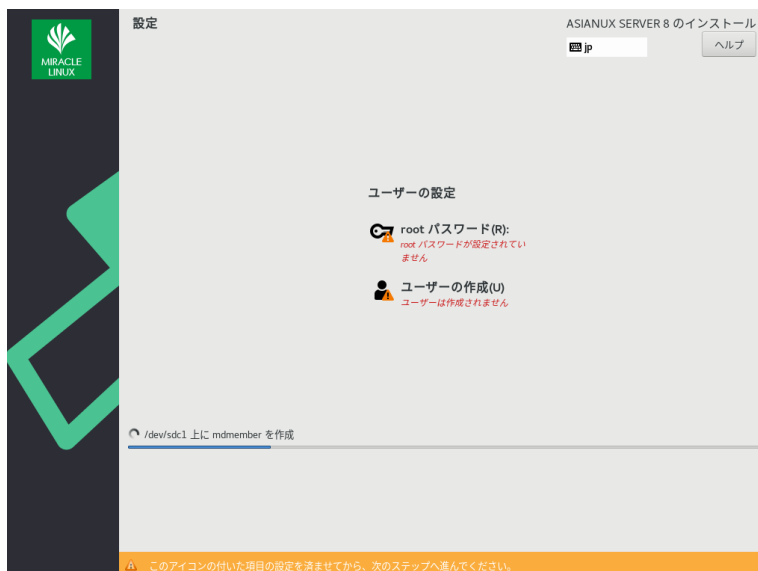 MIRACLE
LINUX
設定
ASIANUX SERVER 8 のインストール
jp
ヘルプ
ユーザーの設定
root パスワード(R):
root パスワードが設定されてい
ません
ユーザーの作成(U)
ユーザーは作成されません
/dev/sdc1 上に mdmember を作成
このアイコンの付いた項目の設定を済ませてから、次のステップへ進んでください。